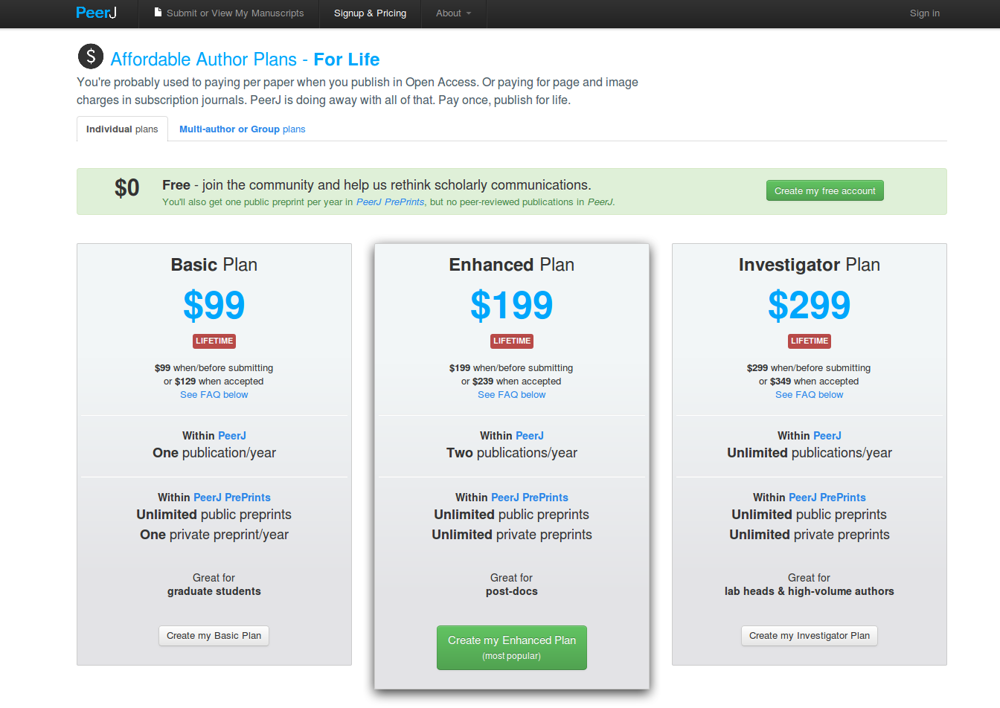 PeerJ
Submit or View My Manuscripts
Signup & Pricing
About
Sign in
$ Affordable Author Plans - For Life
You're probably used to paying per paper when you publish in Open Access. Or paying for page and image
charges in subscription journals. PeerJ is doing away with all of that. Pay once, publish for life.
Individual plans
Multi-author or Group plans
$0
Free - join the community and help us rethink scholarly communications.
You'll also get one public preprint per year in PeerJ PrePrints, but no peer-reviewed publications in PeerJ.
Create my free account
Basic Plan
$99
LIFETIME
$99 when/before submitting
or $129 when accepted
See FAQ below
Within PeerJ
One publication/year
Within PeerJ PrePrints
Unlimited public preprints
One private preprint/year
Great for
graduate students
Create my Basic Plan
Enhanced Plan
$199
LIFETIME
$199 when/before submitting
or $239 when accepted
See FAQ below
Within PeerJ
Two publications/year
Within PeerJ PrePrints
Unlimited public preprints
Unlimited private preprints
Great for
post-docs
Create my Enhanced Plan
(most popular)
Investigator Plan
$299
LIFETIME
$299 when/before submitting
or $349 when accepted
See FAQ below
Within PeerJ
Unlimited publications/year
Within PeerJ PrePrints
Unlimited public preprints
Unlimited private preprints
Great for
lab heads & high-volume authors
Create my Investigator Plan